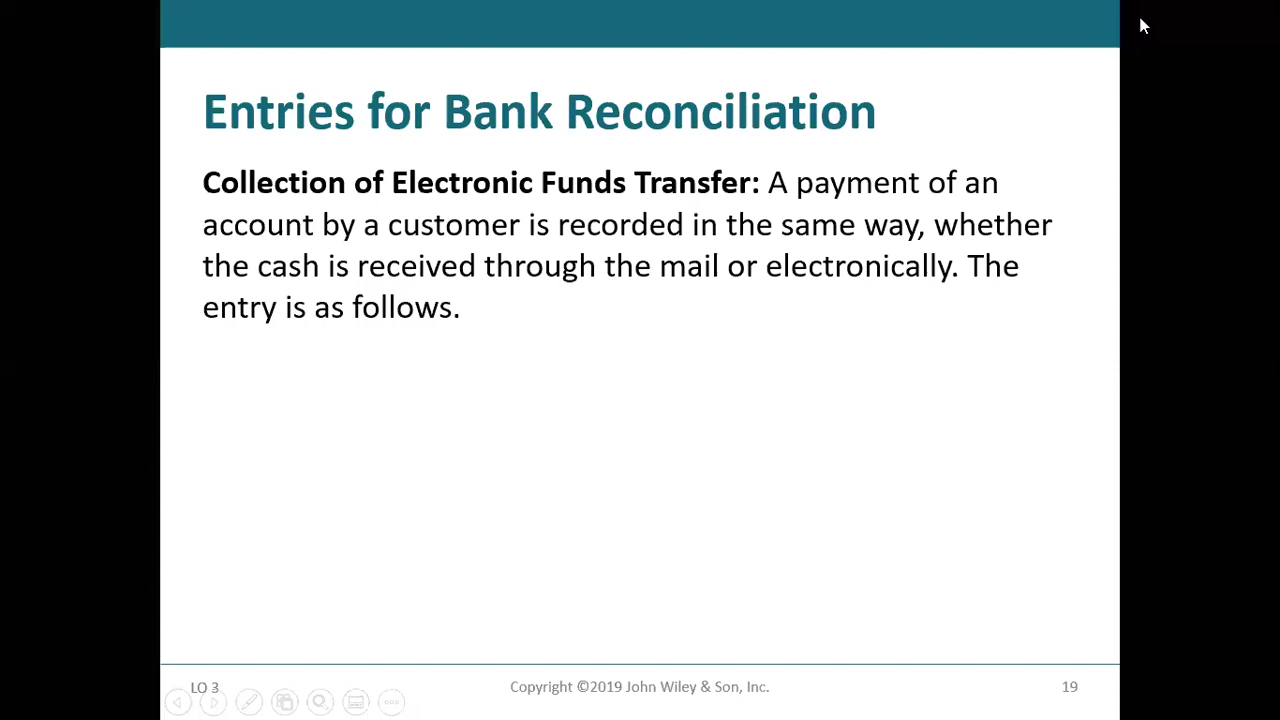 Entries for Bank Reconciliation
Collection of Electronic Funds Transfer: A payment of an
account by a customer is recorded in the same way, whether
the cash is received through the mail or electronically. The
entry is as follows.
LO 3
Copyright ©2019 John Wiley & Son, Inc.
19